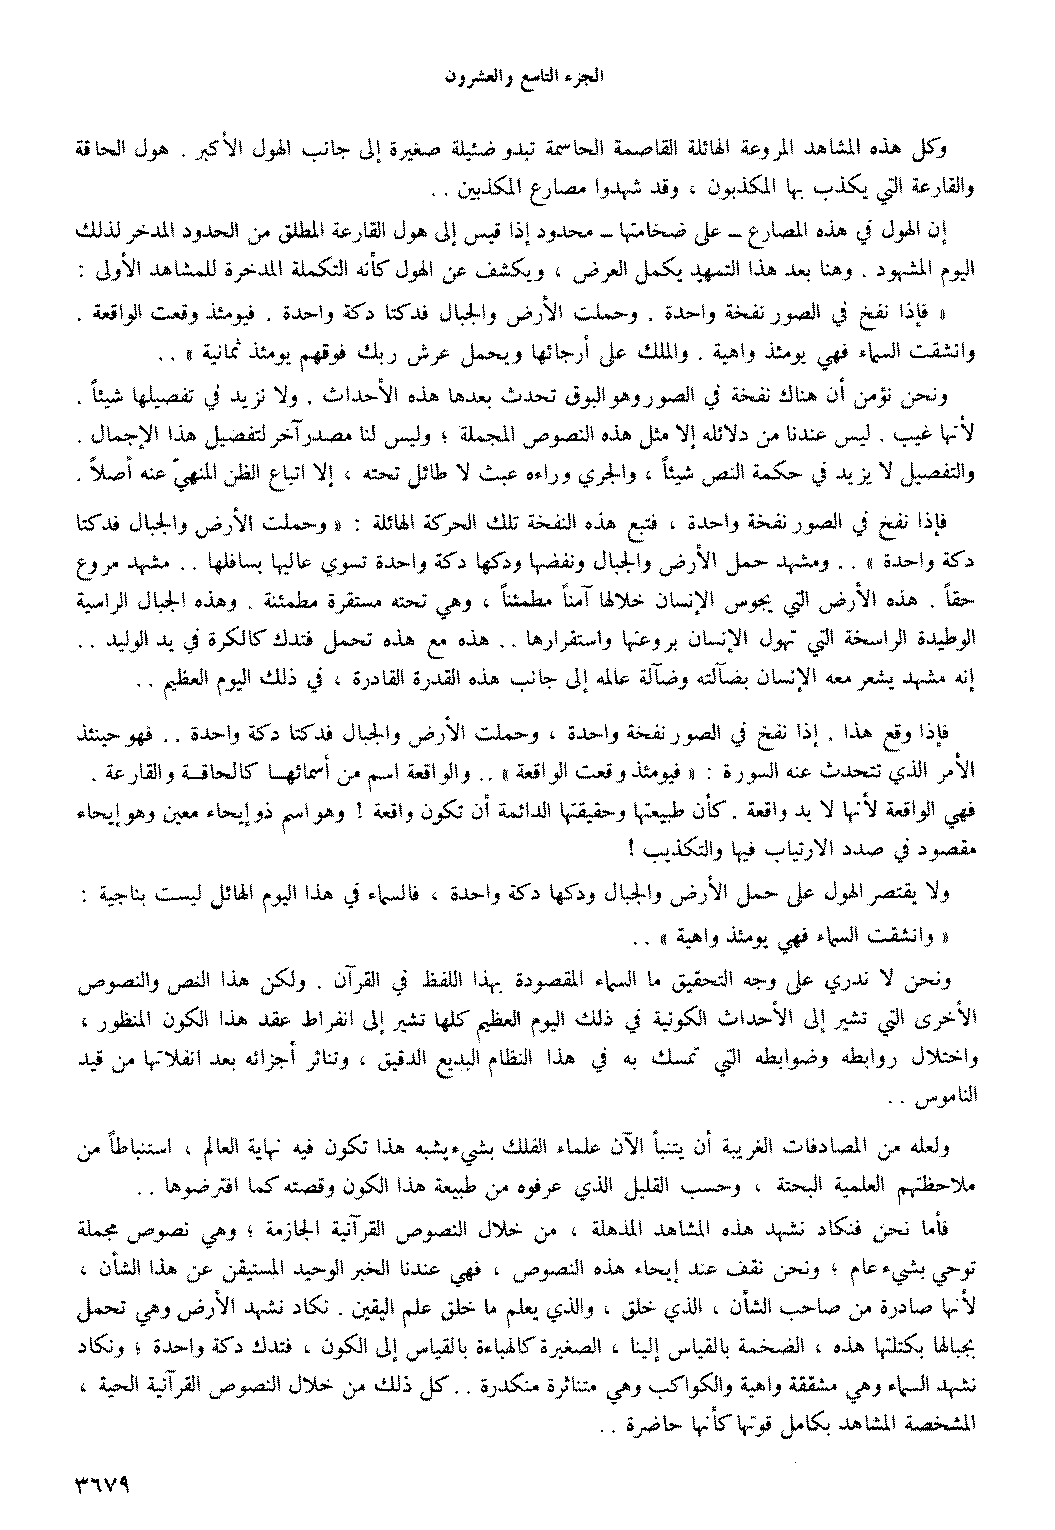 الجزء التاسع والعشرون
وكل هذه المشاهد المروعة الهائلة القاصمة الحاسمة تبدو ضئيلة صغيرة إلى جانب الهول الأكبر . هول الحاقة
والقارعة التي يكذب بها المكذبون ، وقد شهدوا مصارع المكذبين . .
إن الهول في هذه المصارع – على ضخامتها – محدود إذا قيس إلى هول القارعة المطلق من الحدود المدخر لذلك
اليوم المشهود . وهنا بعد هذا التمهيد يكمل العرض ، ويكشف عن الهول كأنه التكملة المدخرة للمشاهد الأولى :
« فإذا نفخ في الصور نفخة واحدة . وحملت الأرض والجبال فدكتا دكة واحدة . فيومئذ وقعت الواقعة .
وانشقت السماء فهي يومئذ واهية . والملك على أرجائها ويحمل عرش ربك فوقهم يومئذ ثمانية » . .
ونحن نؤمن أن هناك نفخة في الصور وهو البوق تحدث بعدها هذه الأحداث . ولا نزيد في تفصيلها شيئاً .
لأنها غيب . ليس عندنا من دلائله إلا مثل هذه النصوص المجملة ؛ وليس لنا مصدر آخر لتفصيل هذا الإجمال .
والتفصيل لا يزيد في حكمة النص شيئاً ، والجري وراءه عبث لا طائل تحته ، إلا اتباع الظن المنهيّ عنه أصلاً .
فإذا نفخ في الصور نفخة واحدة ، فتبع هذه النفخة تلك الحركة الهائلة : « وحملت الأرض والجبال فدكتا
دكة واحدة » . . ومشهد حمل الأرض والجبال ونفضها ودكها دكة واحدة تسوي عاليها بسافلها . . مشهد مروع
حقاً . هذه الأرض التي يجوس الإنسان خلالها آمناً مطمئناً ، وهي تحته مستقرة مطمئنة . وهذه الجبال الراسية
الوطيدة الراسخة التي تهول الإنسان بروعتها واستقرارها . . هذه مع هذه تحمل فتدك كالكرة في يد الوليد . .
إنه مشهد يشعر معه الإنسان بضآلته وضآلة عالمه إلى جانب هذه القدرة القادرة ، في ذلك اليوم العظيم . .
فإذا وقع هذا . إذا نفخ في الصور نفخة واحدة ، وحملت الأرض والجبال فدكتا دكة واحدة . . فهو حينئذ
الأمر الذي تتحدث عنه السورة : « فيومئذ وقعت الواقعة » . . والواقعة اسم من أسمائها كالحاقة والقارعة .
فهي الواقعة لأنها لا بد واقعة . كأن طبيعتها وحقيقتها الدائمة أن تكون واقعة ! وهو اسم ذو إيحاء معين وهو إيحاء
مقصود في صدد الارتياب فيها والتكذيب !
ولا يقتصر الهول على حمل الأرض والجبال ودكها دكة واحدة ، فالسماء في هذا اليوم الهائل ليست بناجية :
« وانشقت السماء فهي يومئذ واهية » . .
ونحن لا ندري على وجه التحقيق ما السماء المقصودة بهذا اللفظ في القرآن . ولكن هذا النص والنصوص
الأخرى التي تشير إلى الأحداث الكونية في ذلك اليوم العظيم كلها تشير إلى انفراط عقد هذا الكون المنظور ،
واختلال روابطه وضوابطه التي تمسك به في هذا النظام البديع الدقيق ، وتناثر أجزائه بعد انفلاتها من قيد
الناموس . .
ولعله من المصادفات الغريبة أن يتنبأ الآن علماء الفلك بشيء يشبه هذا تكون فيه نهاية العالم ، استنباطاً من
ملاحظتهم العلمية البحتة ، وحسب القليل الذي عرفوه من طبيعة هذا الكون وقصته كما افترضوها . .
فأما نحن فنكاد نشهد هذه المشاهد المذهلة ، من خلال النصوص القرآنية الجازمة ؛ وهي نصوص مجملة
توحي بشيء عام ؛ ونحن نقف عند إيحاء هذه النصوص ، فهي عندنا الخبر الوحيد المستيقن عن هذا الشأن ،
لأنها صادرة من صاحب الشأن ، الذي خلق ، والذي يعلم ما خلق علم اليقين . نكاد نشهد الأرض وهي تحمل
بجبالها بكتلتها هذه ، الضخمة بالقياس إلينا ، الصغيرة كالهباءة بالقياس إلى الكون ، فتدك دكة واحدة ؛ ونكاد
نشهد السماء وهي مشققة واهية والكواكب وهي متناثرة منكدرة . . كل ذلك من خلال النصوص القرآنية الحية ،
المشخصة المشاهد بكامل قوتها كأنها حاضرة . .
٣٦٧٩